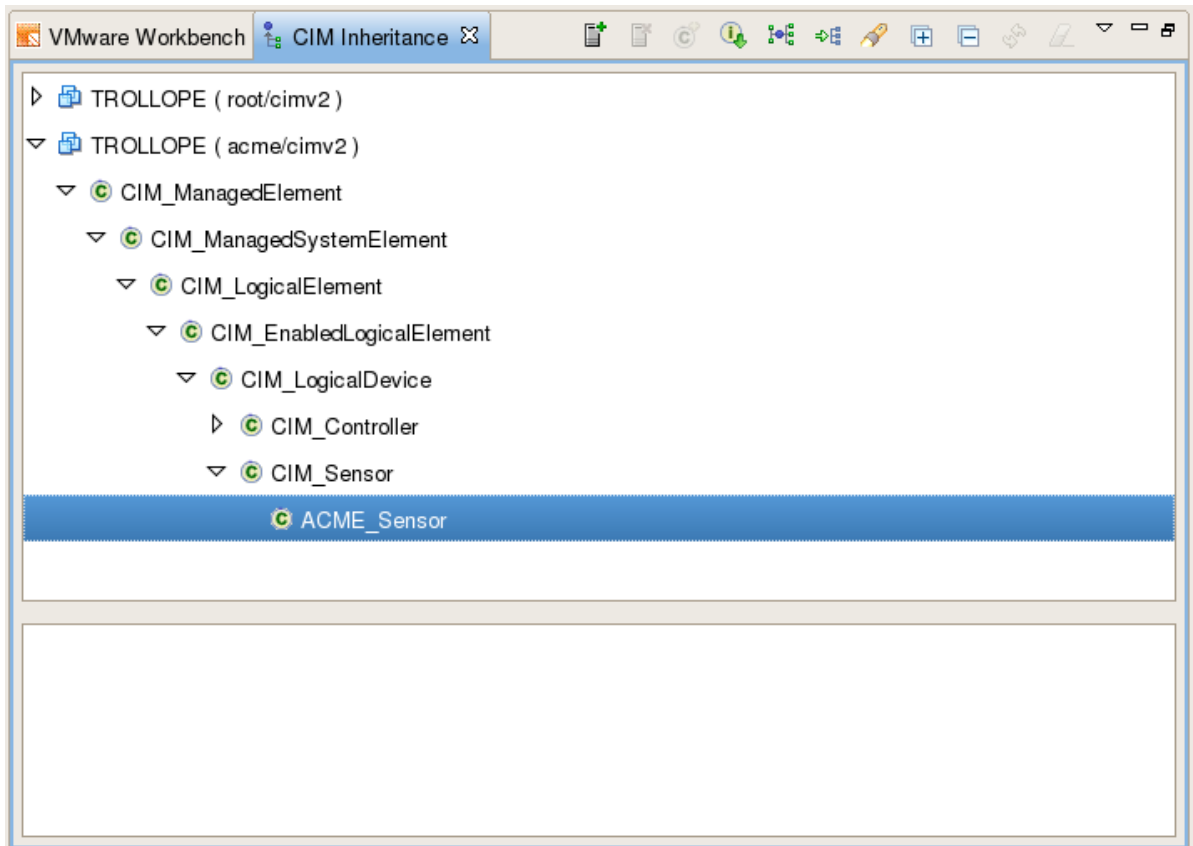 VMware Workbench CIM Inheritance
TROLLOPE ( root/cimv2 )
TROLLOPE ( acme/cimv2 )
CIM_ManagedElement
CIM_ManagedSystemElement
CIM_LogicalElement
CIM_EnabledLogicalElement
CIM_LogicalDevice
CIM_Controller
CIM_Sensor
ACME_Sensor